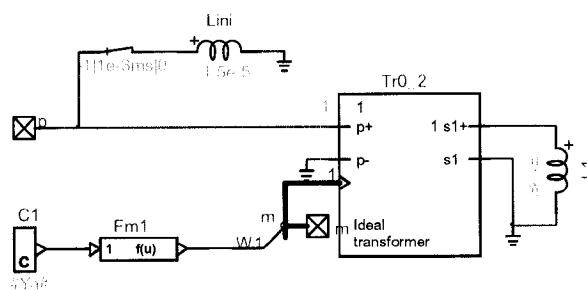 Lini
+
-1|1e-3ms|0
1.5e-5
Tr0_2
1
1
p
p+
1 s1+
p-
s1
+
1
C1
Fm1
m
m
Ideal
transformer
1
f(u)
W1
c